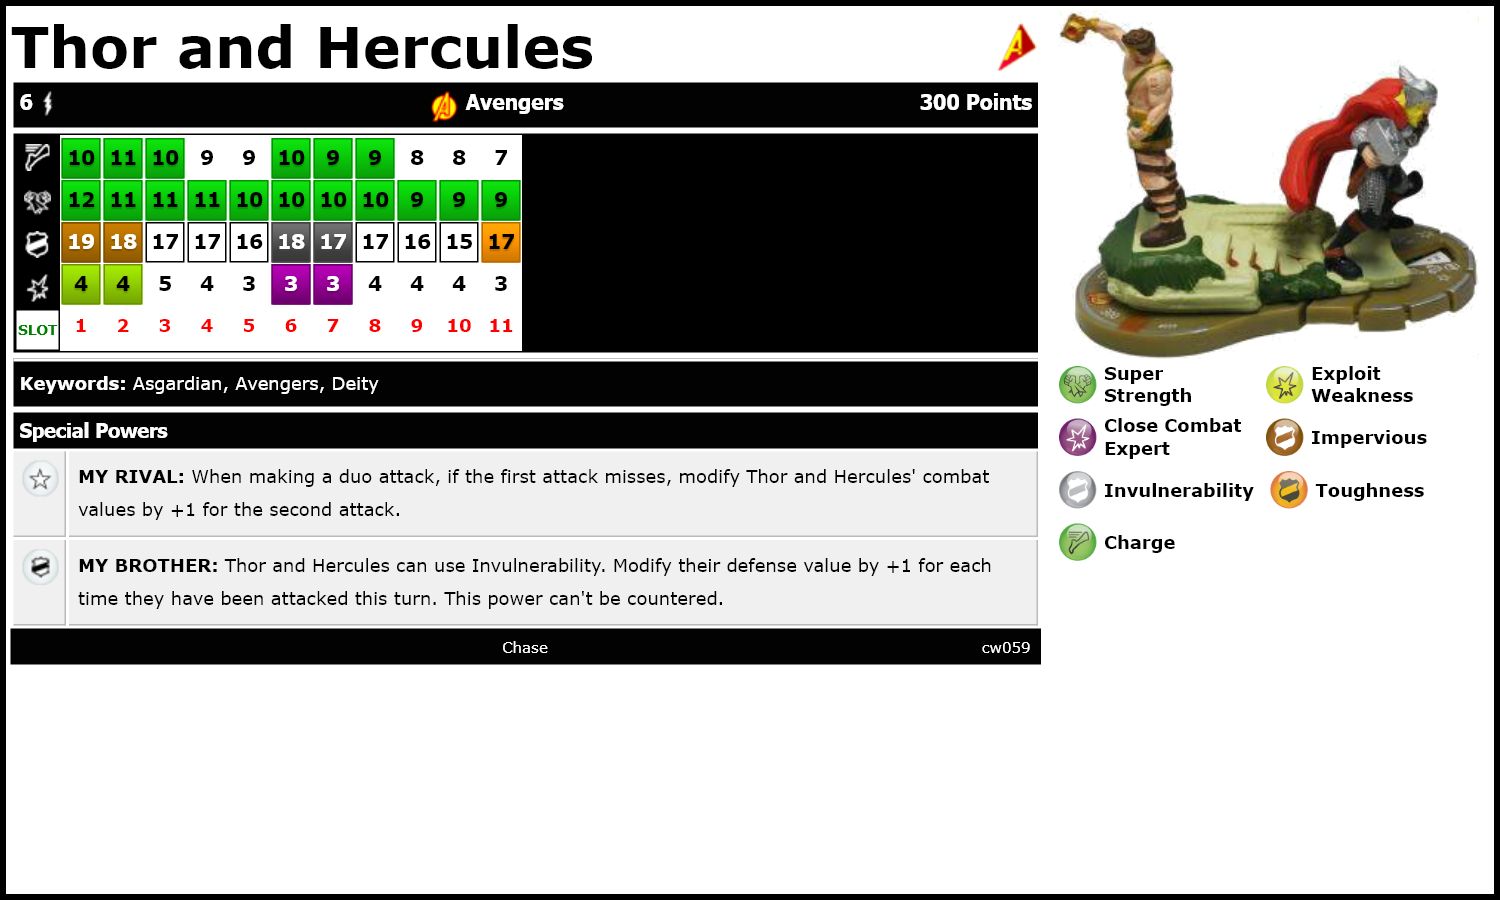 Thor and Hercules
6 Avengers 300 Points
10 11 10 9 9 10 9 9 8 8 7
12 11 11 11 10 10 10 10 9 9 9
19 18 17 17 16 18 17 17 16 15 17
4 4 5 4 3 3 3 4 4 4 3
SLOT 1 2 3 4 5 6 7 8 9 10 11
Keywords: Asgardian, Avengers, Deity
Special Powers
MY RIVAL: When making a duo attack, if the first attack misses, modify Thor and Hercules' combat
values by +1 for the second attack.
MY BROTHER: Thor and Hercules can use Invulnerability. Modify their defense value by +1 for each
time they have been attacked this turn. This power can't be countered.
Chase cw059
Super
Strength
Exploit
Weakness
Close Combat
Expert
Impervious
Invulnerability
Toughness
Charge